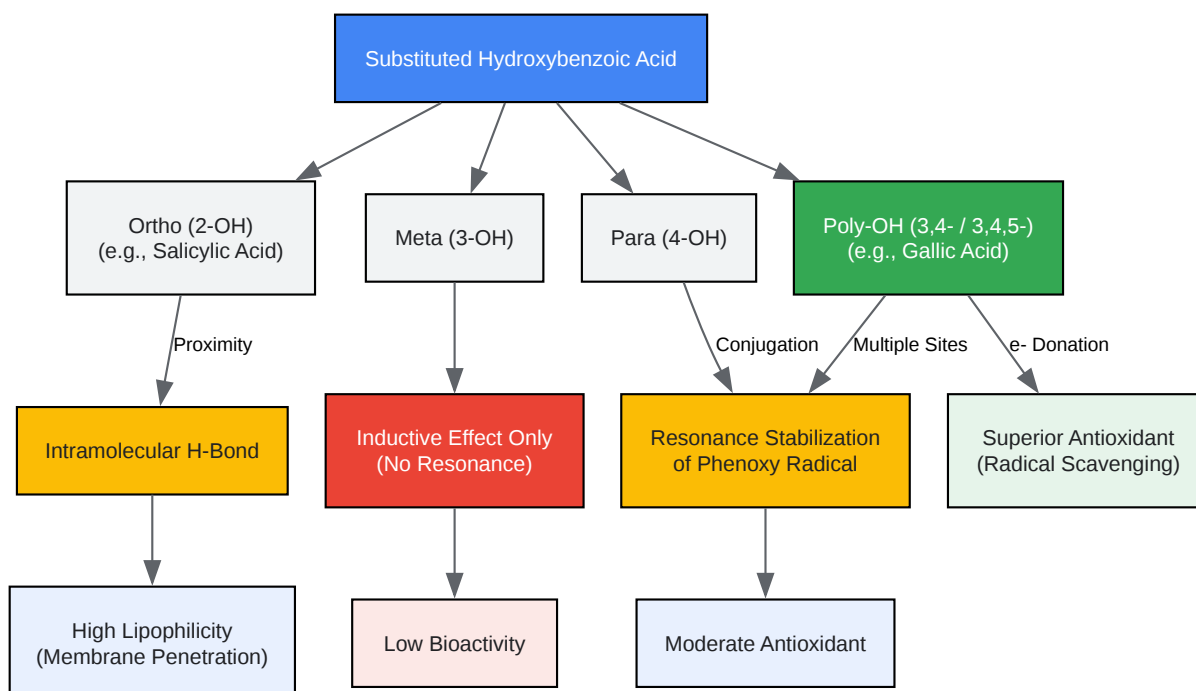 Substituted Hydroxybenzoic Acid
Ortho (2-OH)
(e.g., Salicylic Acid)
Meta (3-OH)
Para (4-OH)
Poly-OH (3,4- / 3,4,5-)
(e.g., Gallic Acid)
Proximity
Conjugation
Multiple Sites
e- Donation
Intramolecular H-Bond
Inductive Effect Only
(No Resonance)
Resonance Stabilization
of Phenoxy Radical
Superior Antioxidant
(Radical Scavenging)
High Lipophilicity
(Membrane Penetration)
Low Bioactivity
Moderate Antioxidant